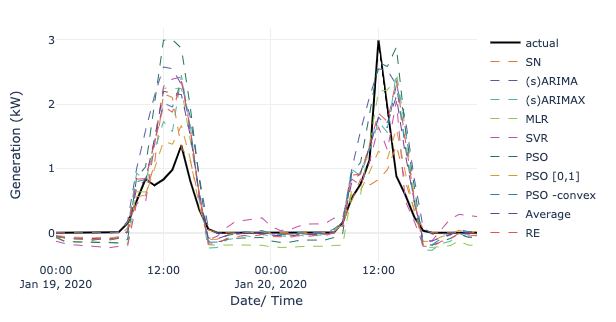 Generation (kW)
3
2
1
0
00:00
Jan 19, 2020
12:00
00:00
Jan 20, 2020
12:00
Date/ Time
actual
SN
(s)ARIMA
(s)ARIMAX
MLR
SVR
PSO
PSO [0,1]
PSO -convex
Average
RE